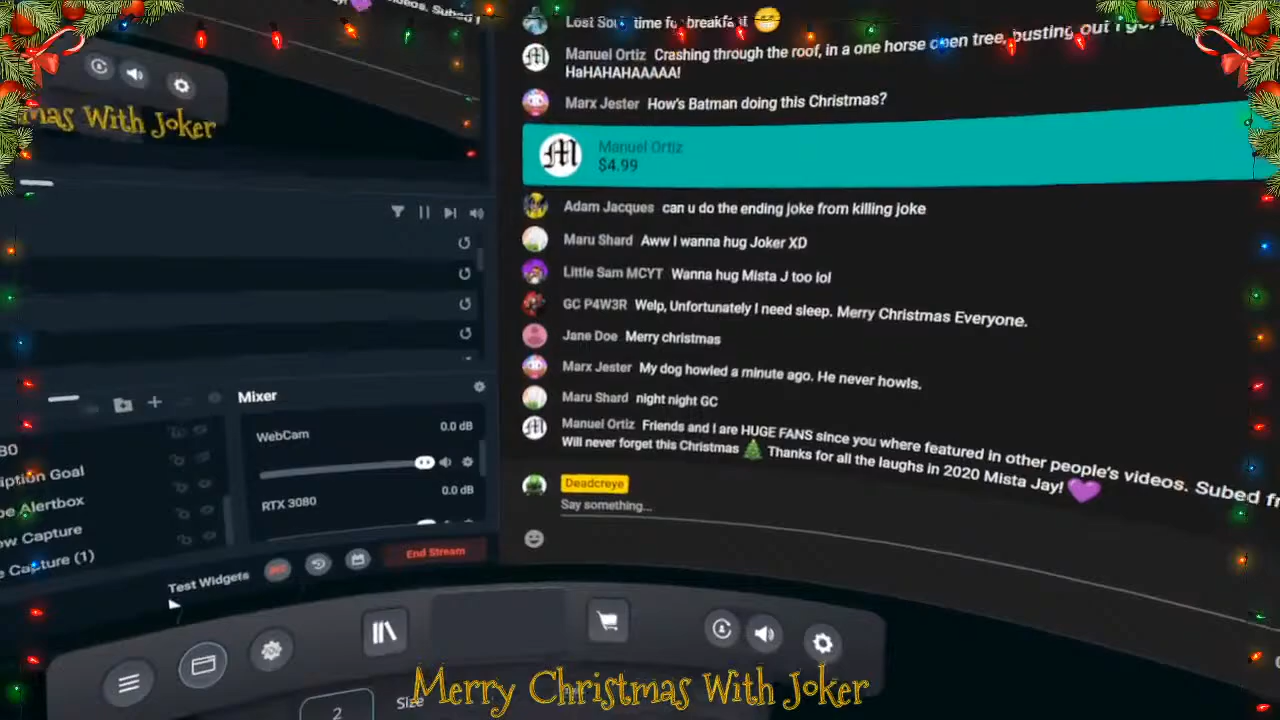 mas With Joker
Lost Soul time for breakfast
Manuel Ortiz Crashing through the roof, in a one horse open tree, busting out I go,
HaHAHAHAAAAA!
Marx Jester How's Batman doing this Christmas?
M Manuel Ortiz
$4.99
Adam Jacques can u do the ending joke from killing joke
Maru Shard Aww I wanna hug Joker XD
Little Sam MCYT Wanna hug Mista J too lol
GC P4W3R Welp, Unfortunately I need sleep. Merry Christmas Everyone.
Jane Doe Merry christmas
Marx Jester My dog howled a minute ago. He never howls.
Maru Shard night night GC
M Manuel Ortiz Friends and I are HUGE FANS since you where featured in other people's videos. Subed fr
Will never forget this Christmas 🎄 Thanks for all the laughs in 2020 Mista Jay! 💜
Deadcreye
Say something...
Mixer
WebCam 0.0 dB
RTX 3080 0.0 dB
iption Goal
be Alertbox
ow Capture
e Capture (1)
Test Widgets
End Stream
2
Size
Merry Christmas With Joker